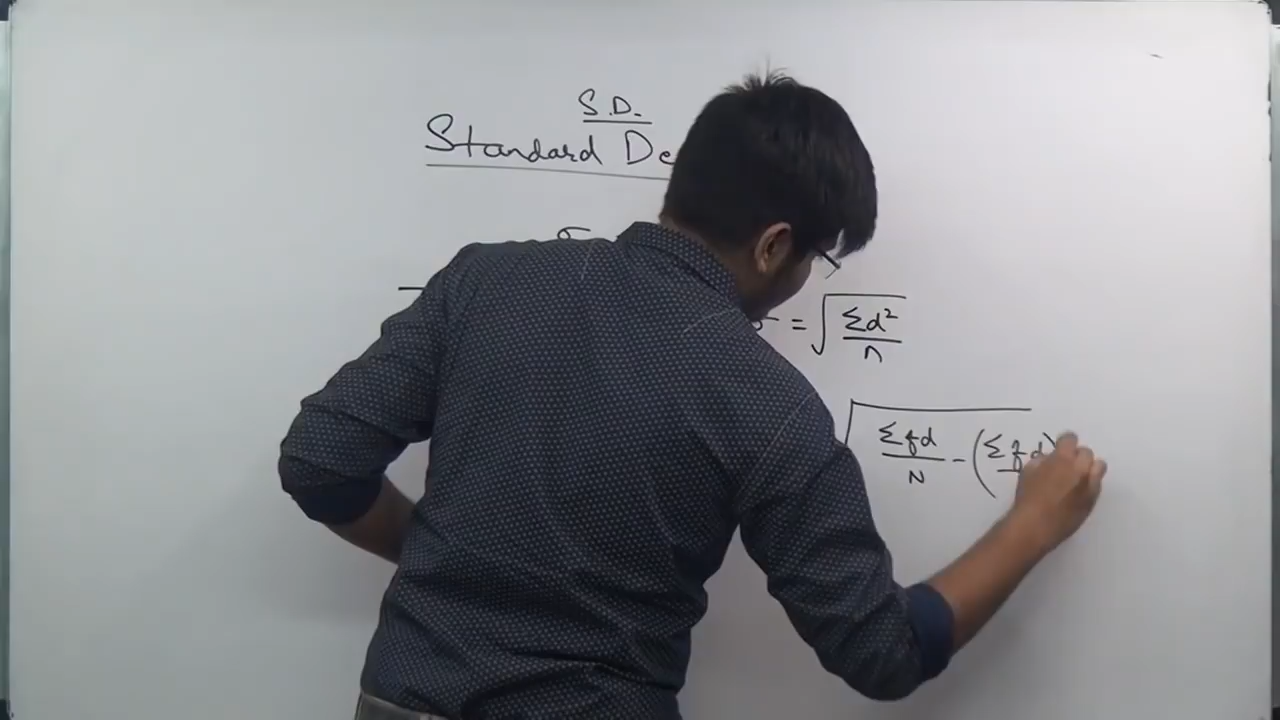 S.D.
Standard De
σ
σ = √(Σd²/n)
√(Σfd/N - (Σfd)